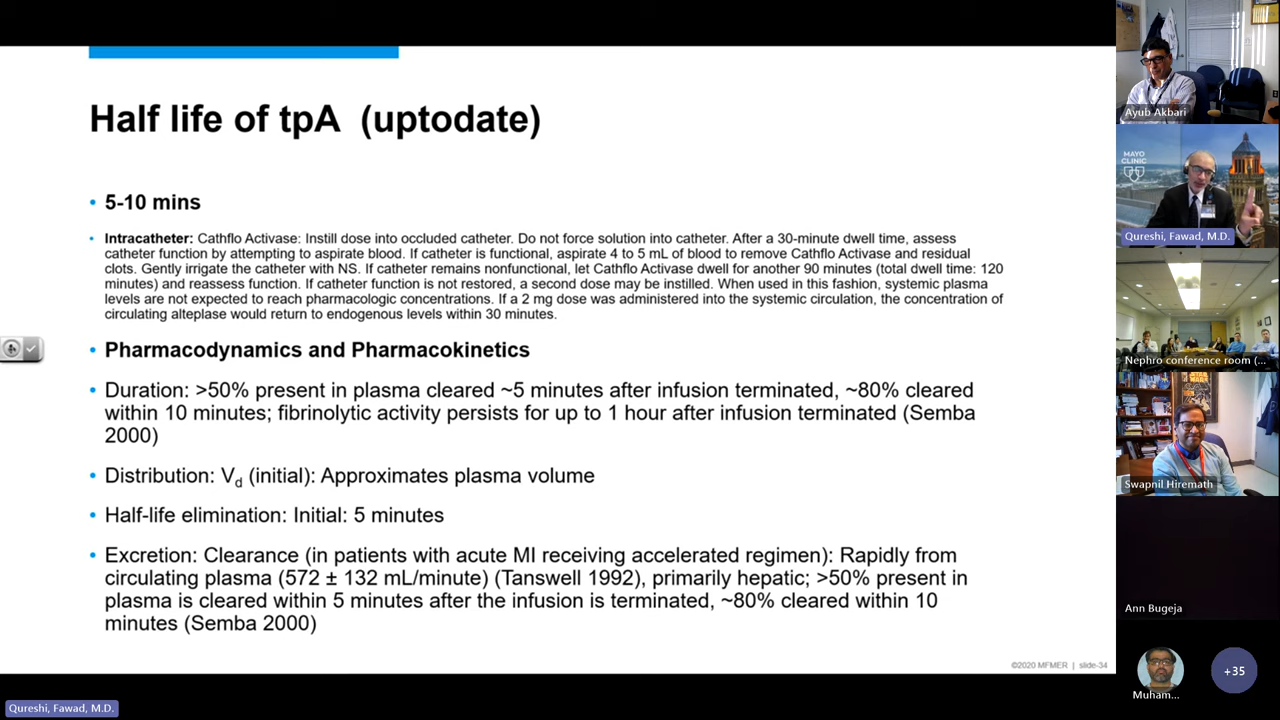 Half life of tpA (uptodate)
• 5-10 mins
• Intracatheter: Cathflo Activase: Instill dose into occluded catheter. Do not force solution into catheter. After a 30-minute dwell time, assess
catheter function by attempting to aspirate blood. If catheter is functional, aspirate 4 to 5 mL of blood to remove Cathflo Activase and residual
clots. Gently irrigate the catheter with NS. If catheter remains nonfunctional, let Cathflo Activase dwell for another 90 minutes (total dwell time: 120
minutes) and reassess function. If catheter function is not restored, a second dose may be instilled. When used in this fashion, systemic plasma
levels are not expected to reach pharmacologic concentrations. If a 2 mg dose was administered into the systemic circulation, the concentration of
circulating alteplase would return to endogenous levels within 30 minutes.
• Pharmacodynamics and Pharmacokinetics
• Duration: >50% present in plasma cleared ~5 minutes after infusion terminated, ~80% cleared
within 10 minutes; fibrinolytic activity persists for up to 1 hour after infusion terminated (Semba
2000)
• Distribution: Vd (initial): Approximates plasma volume
• Half-life elimination: Initial: 5 minutes
• Excretion: Clearance (in patients with acute MI receiving accelerated regimen): Rapidly from
circulating plasma (572 ± 132 mL/minute) (Tanswell 1992), primarily hepatic; >50% present in
plasma is cleared within 5 minutes after the infusion is terminated, ~80% cleared within 10
minutes (Semba 2000)
©2020 MFMER | slide-34
Qureshi, Fawad, M.D.
Ayub Akbari
MAYO
CLINIC
Qureshi, Fawad, M.D.
Nephro conference room (...
STAR
WARS
Swapnil Hiremath
Ann Bugeja
Muham...
+35